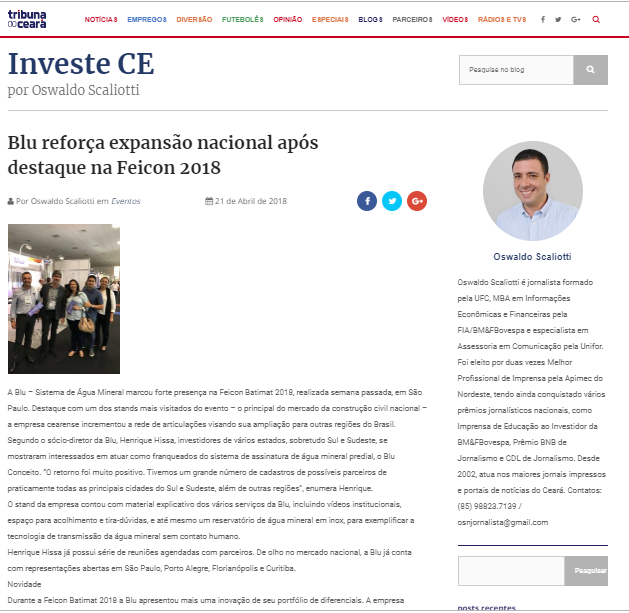 tribuna
DO ceará
NOTÍCIAS EMPREGOS DIVERSÃO FUTEBOLÊS OPINIÃO ESPECIAIS BLOGS PARCEIROS VÍDEOS RÁDIOS E TVS
Investe CE
por Oswaldo Scaliotti
Pesquise no blog
Blu reforça expansão nacional após
destaque na Feicon 2018
Por Oswaldo Scaliotti em Eventos
21 de Abril de 2018
A Blu – Sistema de Água Mineral marcou forte presença na Feicon Batimat 2018, realizada semana passada, em São
Paulo. Destaque com um dos stands mais visitados do evento – o principal do mercado da construção civil nacional –
a empresa cearense incrementou a rede de articulações visando sua ampliação para outras regiões do Brasil.
Segundo o sócio-diretor da Blu, Henrique Hissa, investidores de vários estados, sobretudo Sul e Sudeste, se
mostraram interessados em atuar como franqueados do sistema de assinatura de água mineral predial, o Blu
Conceito. “O retorno foi muito positivo. Tivemos um grande número de cadastros de possíveis parceiros de
praticamente todas as principais cidades do Sul e Sudeste, além de outras regiões”, enumera Henrique.
O stand da empresa contou com material explicativo dos vários serviços da Blu, incluindo vídeos institucionais,
espaço para acolhimento e tira-dúvidas, e até mesmo um reservatório de água mineral em inox, para exemplificar a
tecnologia de transmissão da água mineral sem contato humano.
Henrique Hissa já possui série de reuniões agendadas com parceiros. De olho no mercado nacional, a Blu já conta
com representações abertas em São Paulo, Porto Alegre, Florianópolis e Curitiba.
Novidade
Durante a Feicon Batimat 2018 a Blu apresentou mais uma inovação de seu portfólio de diferenciais. A empresa
Oswaldo Scaliotti
Oswaldo Scaliotti é jornalista formado
pela UFC, MBA em Informações
Econômicas e Financeiras pela
FIA/BM&FBovespa e especialista em
Assessoria em Comunicação pela Unifor.
Foi eleito por duas vezes Melhor
Profissional de Imprensa pela Apimec do
Nordeste, tendo ainda conquistado vários
prêmios jornalísticos nacionais, como
Imprensa de Educação ao Investidor da
BM&FBovespa, Prêmio BNB de
Jornalismo e CDL de Jornalismo. Desde
2002, atua nos maiores jornais impressos
e portais de notícias do Ceará. Contatos:
(85) 98823.7139 /
osnjornalista@gmail.com
Pesquisar
posts recentes